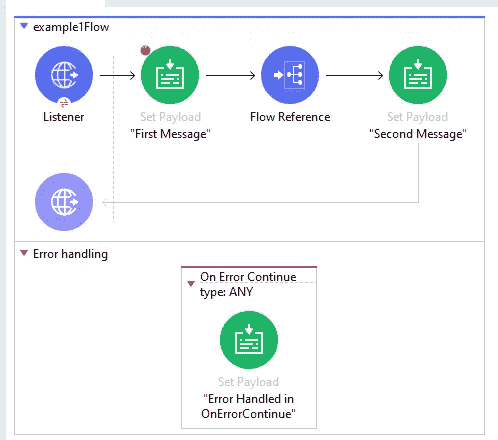 example1Flow
Listener
Set Payload
"First Message"
Flow Reference
Set Payload
"Second Message"
Error handling
On Error Continue
type: ANY
Set Payload
"Error Handled in
OnErrorContinue"